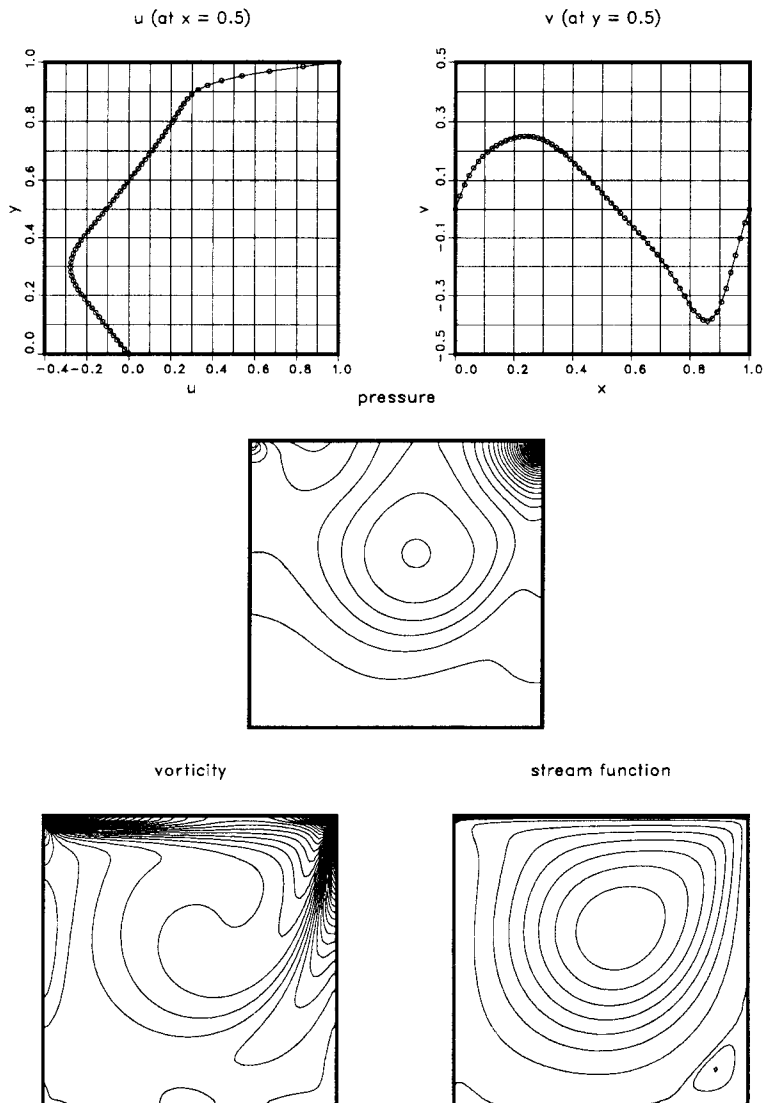 u (at x = 0.5)
v (at y = 0.5)
1.0
0.8
0.6
y
0.4
0.2
0.0
-0.4-0.2 0.0 0.2 0.4 0.6 0.8 1.0
u
0.5
0.3
0.1
v
-0.1
-0.3
-0.5
0.0 0.2 0.4 0.6 0.8 1.0
x
pressure
vorticity
stream function